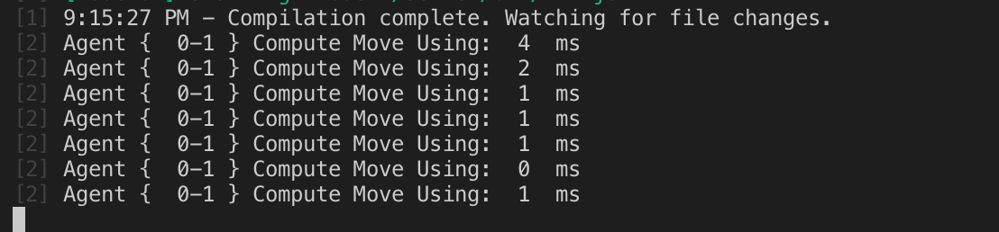 [1] 9:15:27 PM – Compilation complete. Watching for file changes.
[2] Agent {  0-1 } Compute Move Using:  4  ms
[2] Agent {  0-1 } Compute Move Using:  2  ms
[2] Agent {  0-1 } Compute Move Using:  1  ms
[2] Agent {  0-1 } Compute Move Using:  1  ms
[2] Agent {  0-1 } Compute Move Using:  1  ms
[2] Agent {  0-1 } Compute Move Using:  0  ms
[2] Agent {  0-1 } Compute Move Using:  1  ms